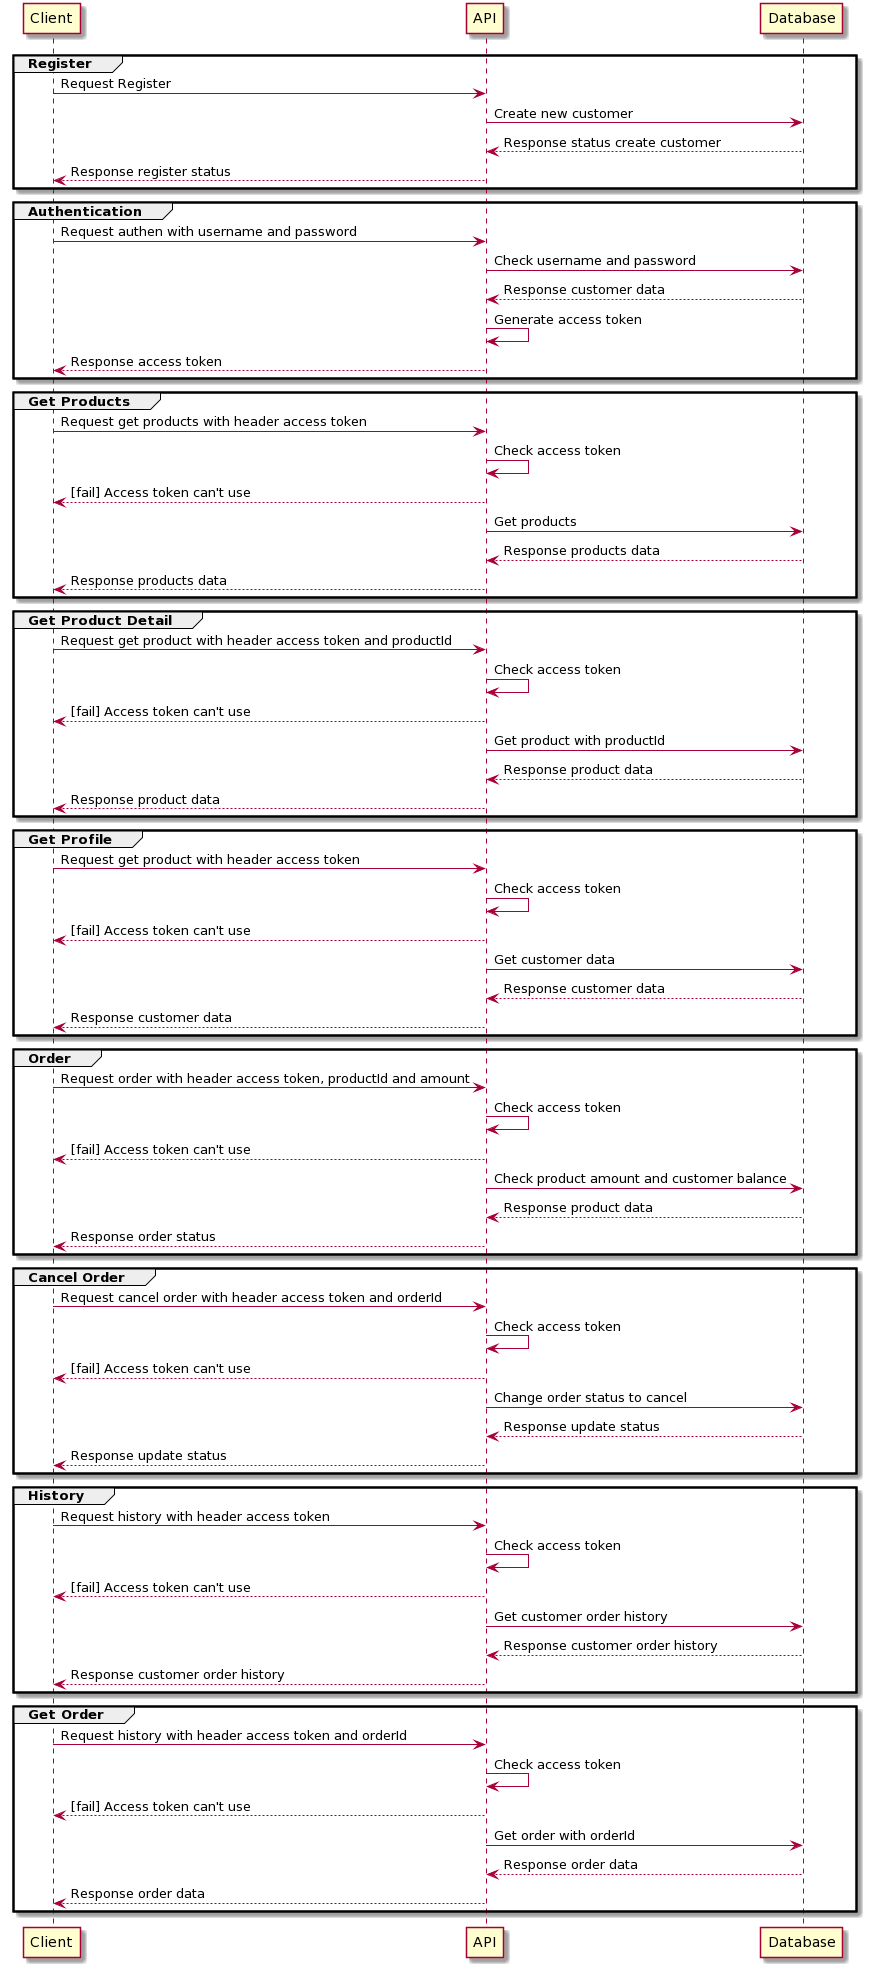 Client API Database
Register
Request Register
Create new customer
Response status create customer
Response register status
Authentication
Request authen with username and password
Check username and password
Response customer data
Generate access token
Response access token
Get Products
Request get products with header access token
Check access token
[fail] Access token can't use
Get products
Response products data
Response products data
Get Product Detail
Request get product with header access token and productId
Check access token
[fail] Access token can't use
Get product with productId
Response product data
Response product data
Get Profile
Request get product with header access token
Check access token
[fail] Access token can't use
Get customer data
Response customer data
Response customer data
Order
Request order with header access token, productId and amount
Check access token
[fail] Access token can't use
Check product amount and customer balance
Response product data
Response order status
Cancel Order
Request cancel order with header access token and orderId
Check access token
[fail] Access token can't use
Change order status to cancel
Response update status
Response update status
History
Request history with header access token
Check access token
[fail] Access token can't use
Get customer order history
Response customer order history
Response customer order history
Get Order
Request history with header access token and orderId
Check access token
[fail] Access token can't use
Get order with orderId
Response order data
Response order data
Client API Database